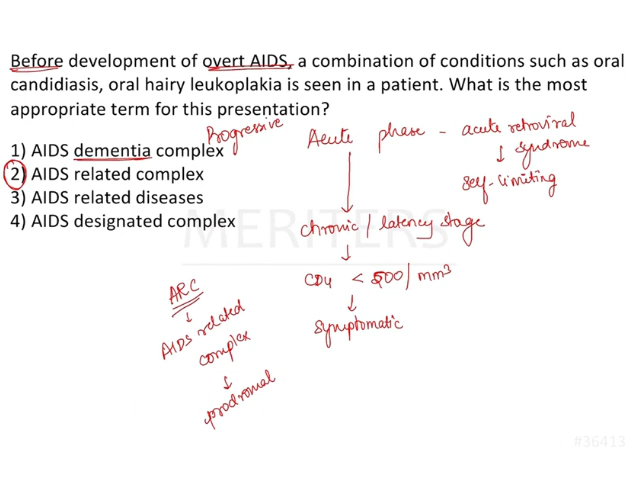 Before development of overt AIDS, a combination of conditions such as oral
candidiasis, oral hairy leukoplakia is seen in a patient. What is the most
appropriate term for this presentation?
1) AIDS dementia complex
2) AIDS related complex
3) AIDS related diseases
4) AIDS designated complex
Progressive
Acute phase - acute retroviral
syndrome
self-limiting
chronic / latency stage
CD4 < 500/mm3
symptomatic
ARC
AIDS related
complex
prodromal
MERITERS
#36413